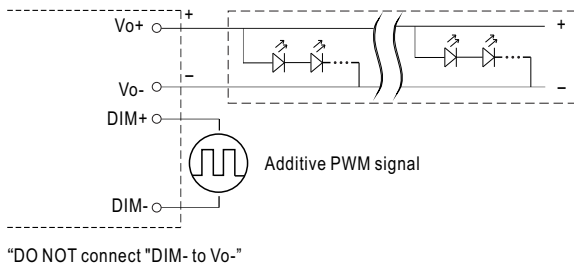 Vo+
+
+
Vo-
–
–
DIM+
Additive PWM signal
DIM-
“DO NOT connect "DIM- to Vo-”